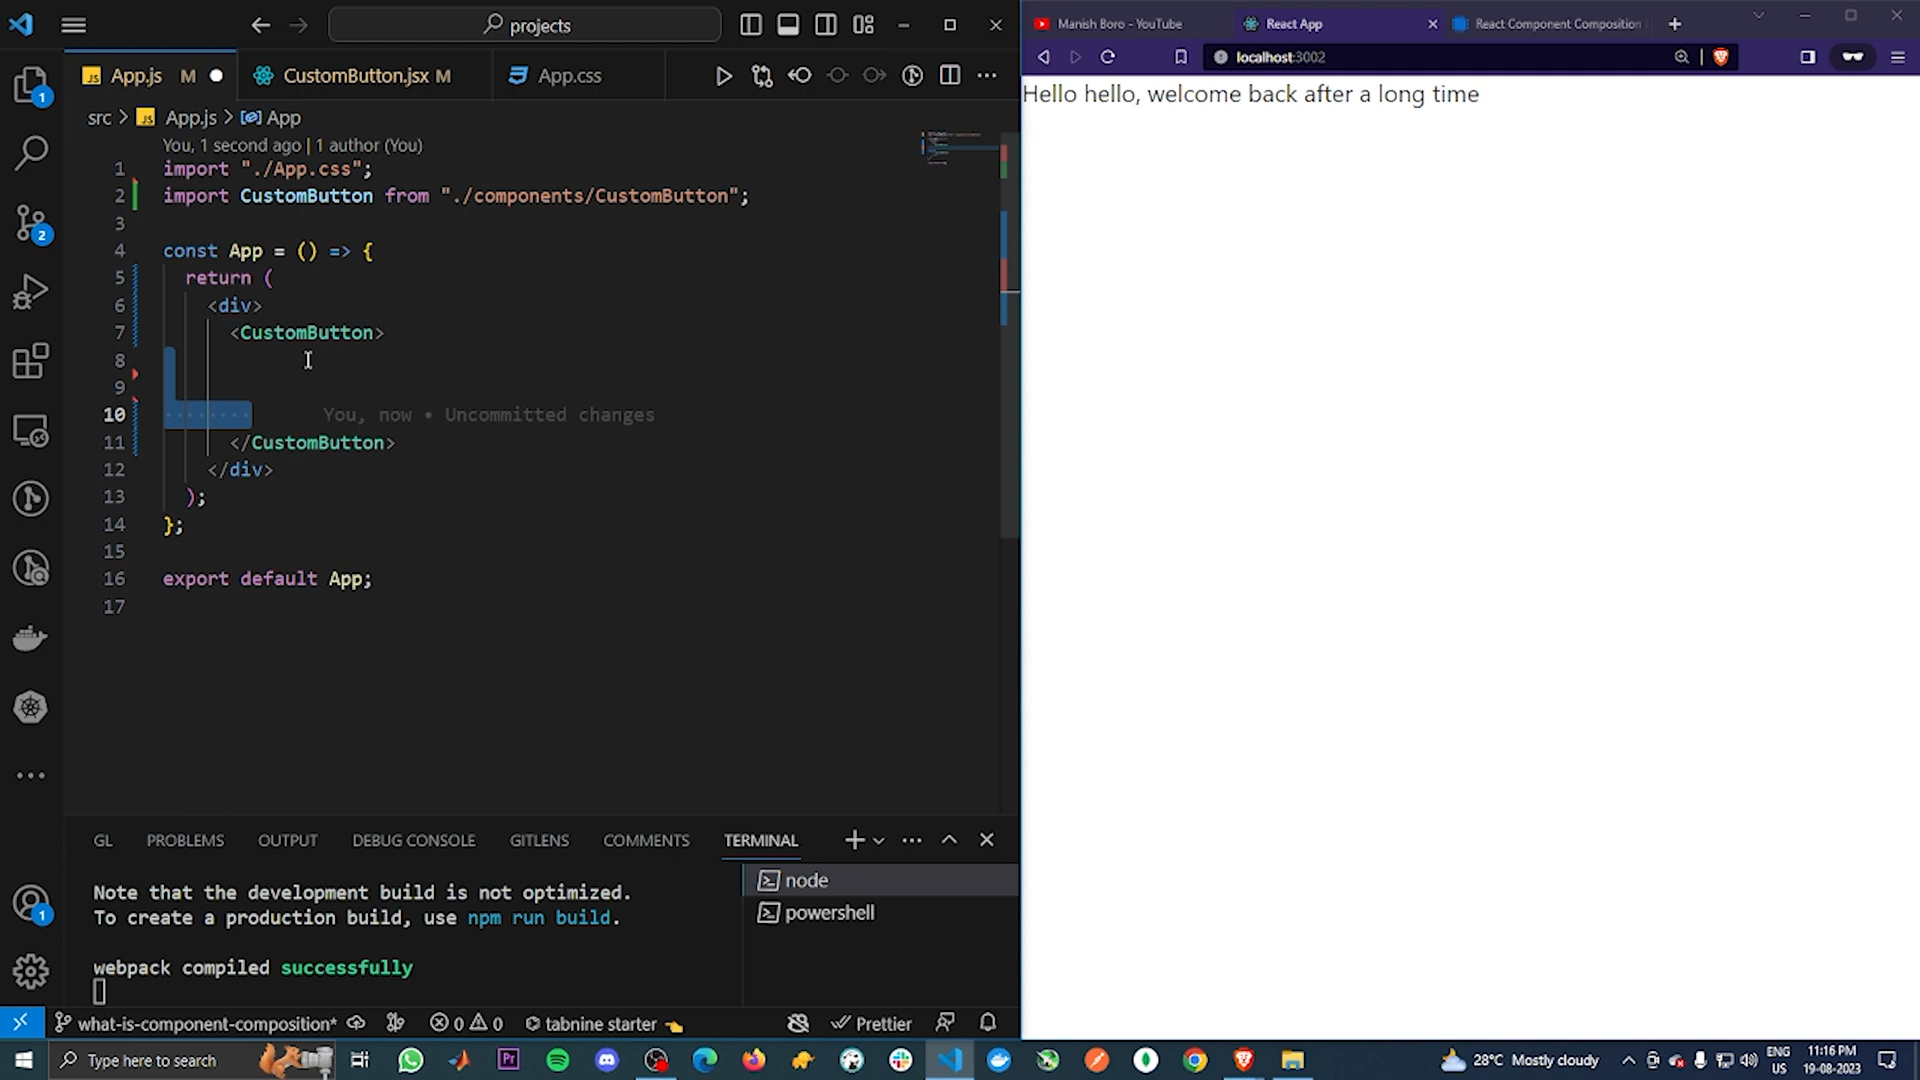 projects
App.js M
CustomButton.jsx M
App.css
src > App.js > App
You, 1 second ago | 1 author (You)
1 import "./App.css";
2 import CustomButton from "./components/CustomButton";
3
4 const App = () => {
5 return (
6 <div>
7 <CustomButton>
8
9
10 You, now • Uncommitted changes
11 </CustomButton>
12 </div>
13 );
14 };
15
16 export default App;
17
GL PROBLEMS OUTPUT DEBUG CONSOLE GITLENS COMMENTS TERMINAL
Note that the development build is not optimized.
To create a production build, use npm run build.
webpack compiled successfully
node
powershell
1
2
1
what-is-component-composition* 0 0 tabnine starter Prettier
Manish Boro - YouTube
React App
React Component Composition
localhost:3002
Hello hello, welcome back after a long time
Type here to search
28°C Mostly cloudy
ENG
US
11:16 PM
19-08-2023